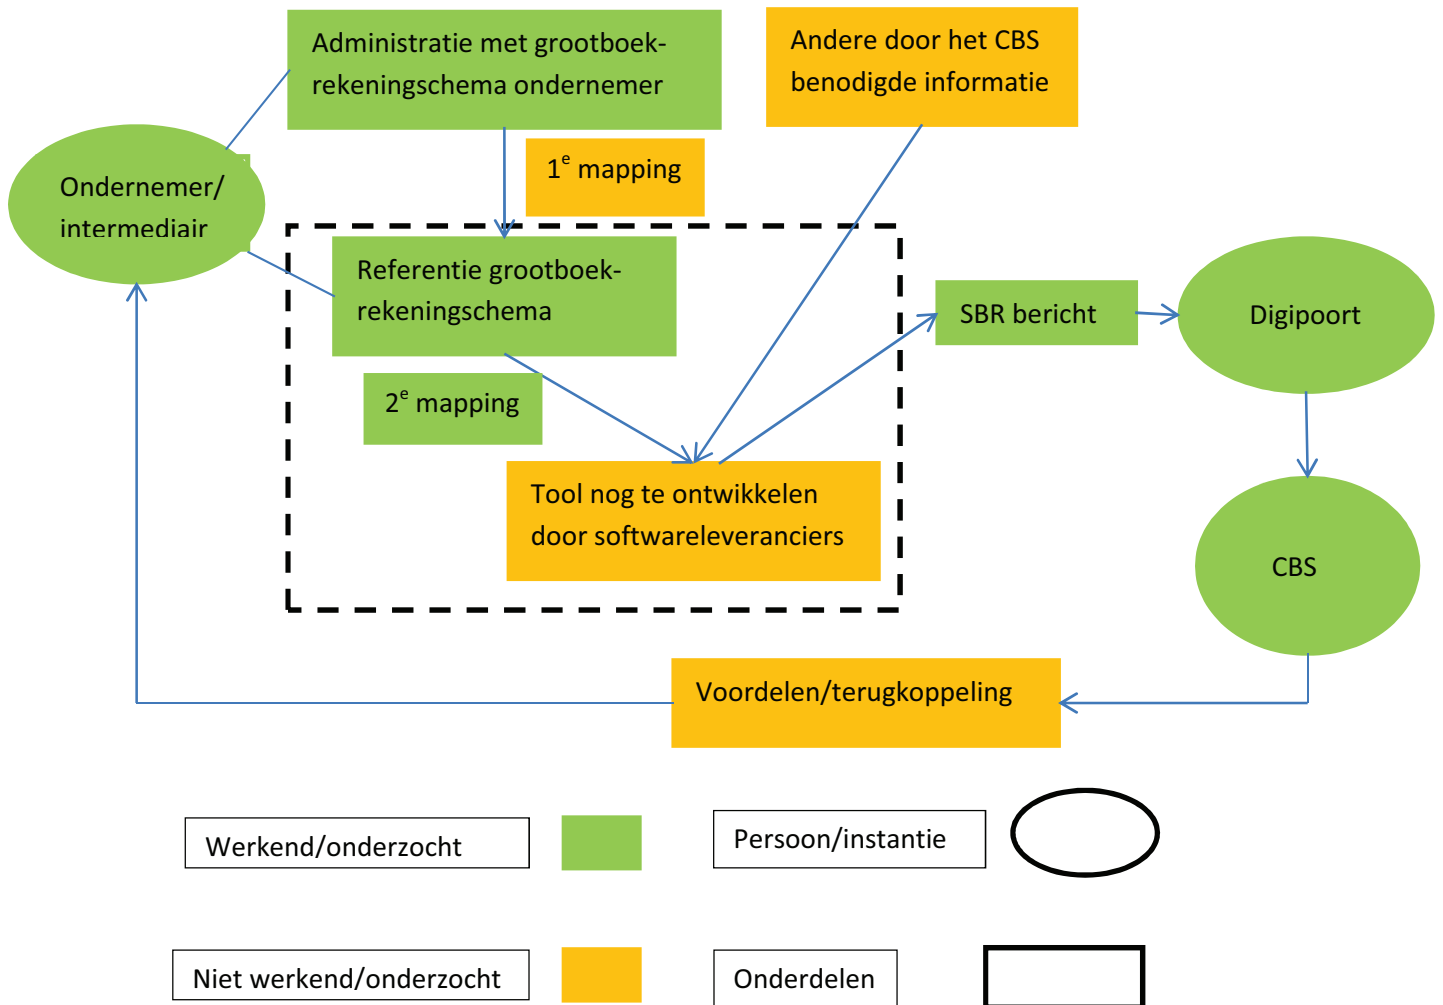 Administratie met grootboek-
rekeningschema ondernemer
Andere door het CBS
benodigde informatie
1e mapping
Ondernemer/
intermediair
Referentie grootboek-
rekeningschema
SBR bericht
Digipoort
2e mapping
Tool nog te ontwikkelen
door softwareleveranciers
CBS
Voordelen/terugkoppeling
Werkend/onderzocht
Persoon/instantie
Niet werkend/onderzocht
Onderdelen